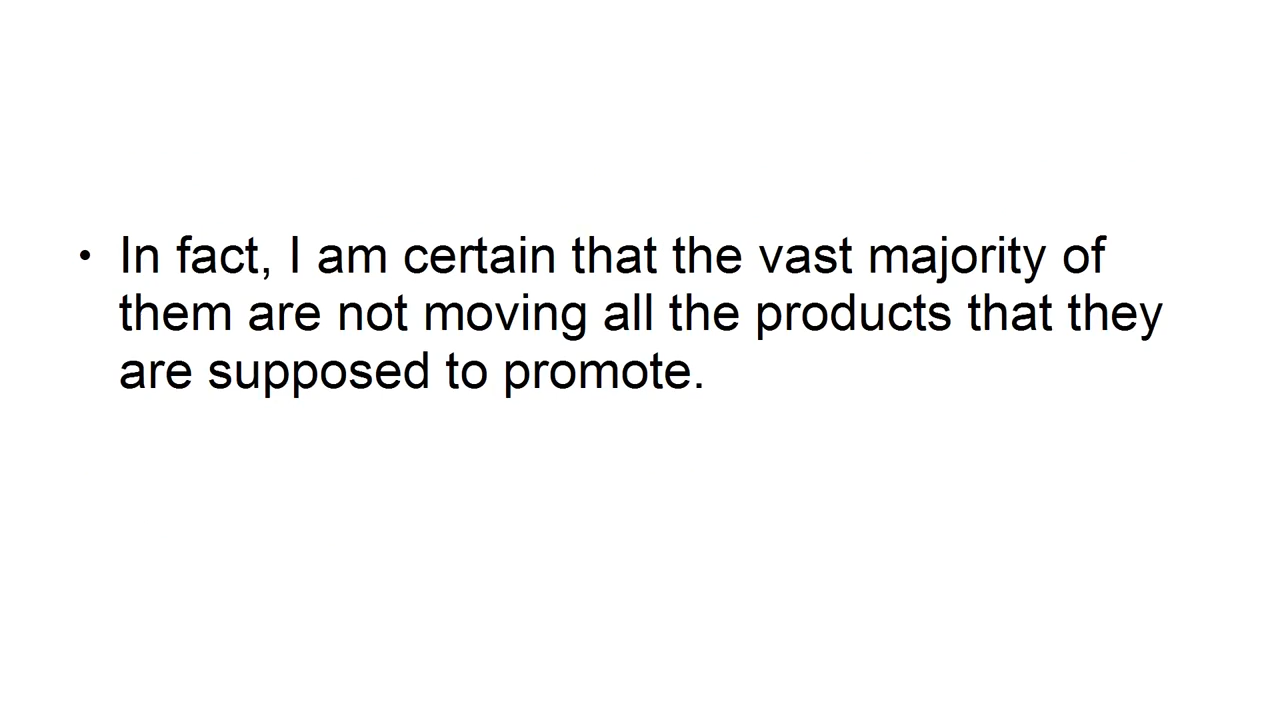 • In fact, I am certain that the vast majority of
them are not moving all the products that they
are supposed to promote.